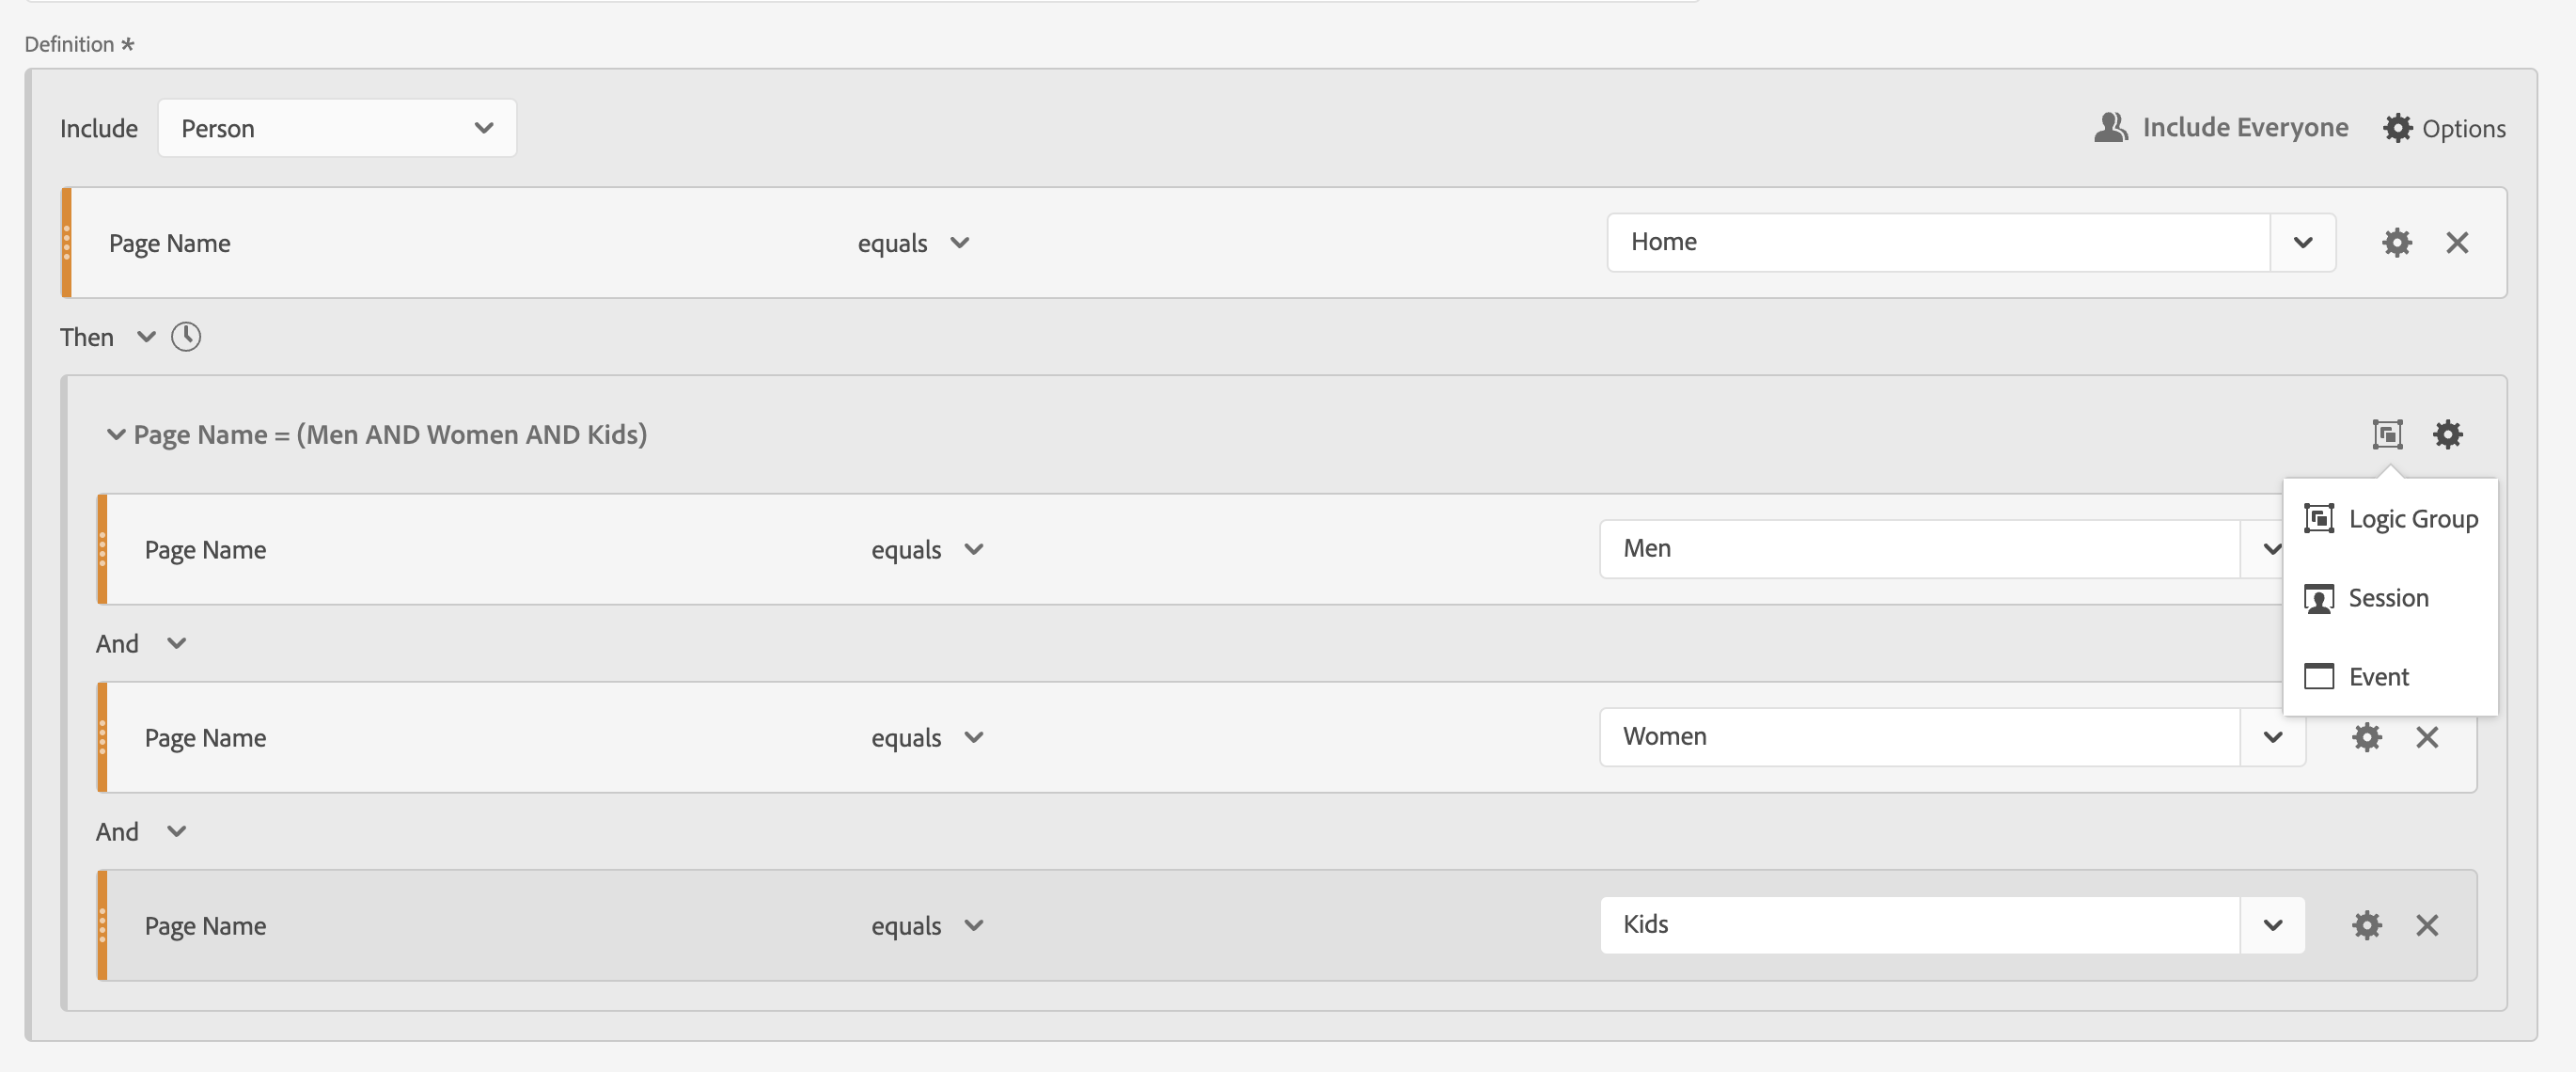 Definition *
Include Person Include Everyone Options
Page Name equals Home
Then
Page Name = (Men AND Women AND Kids)
Logic Group
Page Name equals Men
Session
And
Event
Page Name equals Women
And
Page Name equals Kids